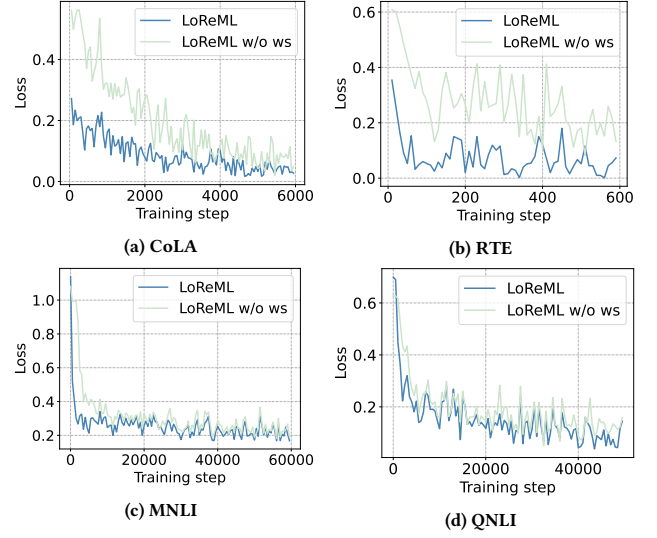 LoReML
LoReML w/o ws
0.4
0.2
0.0
Loss
0
2000
4000
6000
Training step
(a) CoLA
LoReML
LoReML w/o ws
0.6
0.4
0.2
0.0
Loss
0
200
400
600
Training step
(b) RTE
LoReML
LoReML w/o ws
1.0
0.8
0.6
0.4
0.2
Loss
0
20000
40000
60000
Training step
(c) MNLI
LoReML
LoReML w/o ws
0.6
0.4
0.2
Loss
0
20000
40000
Training step
(d) QNLI